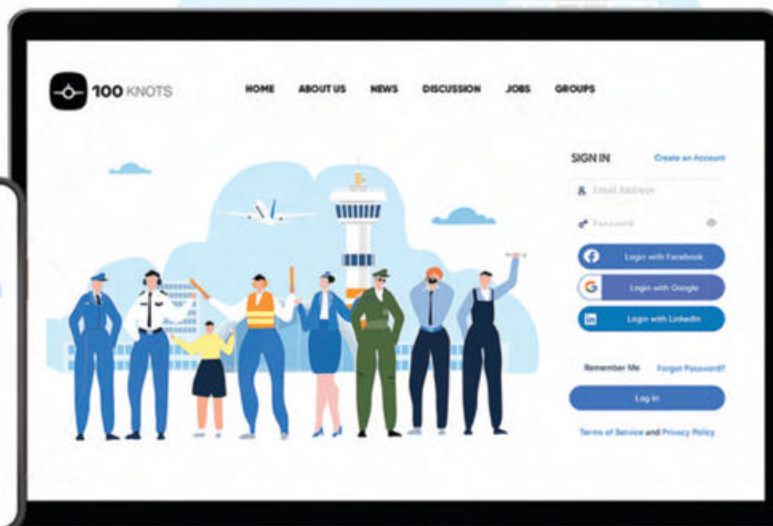 100 KNOTS
HOME ABOUT US NEWS DISCUSSION JOBS GROUPS
SIGN IN Create an Account
Email Address
Password
Login with Facebook
G Login with Google
in Login with LinkedIn
Remember Me Forgot Password?
Log In
Terms of Service and Privacy Policy